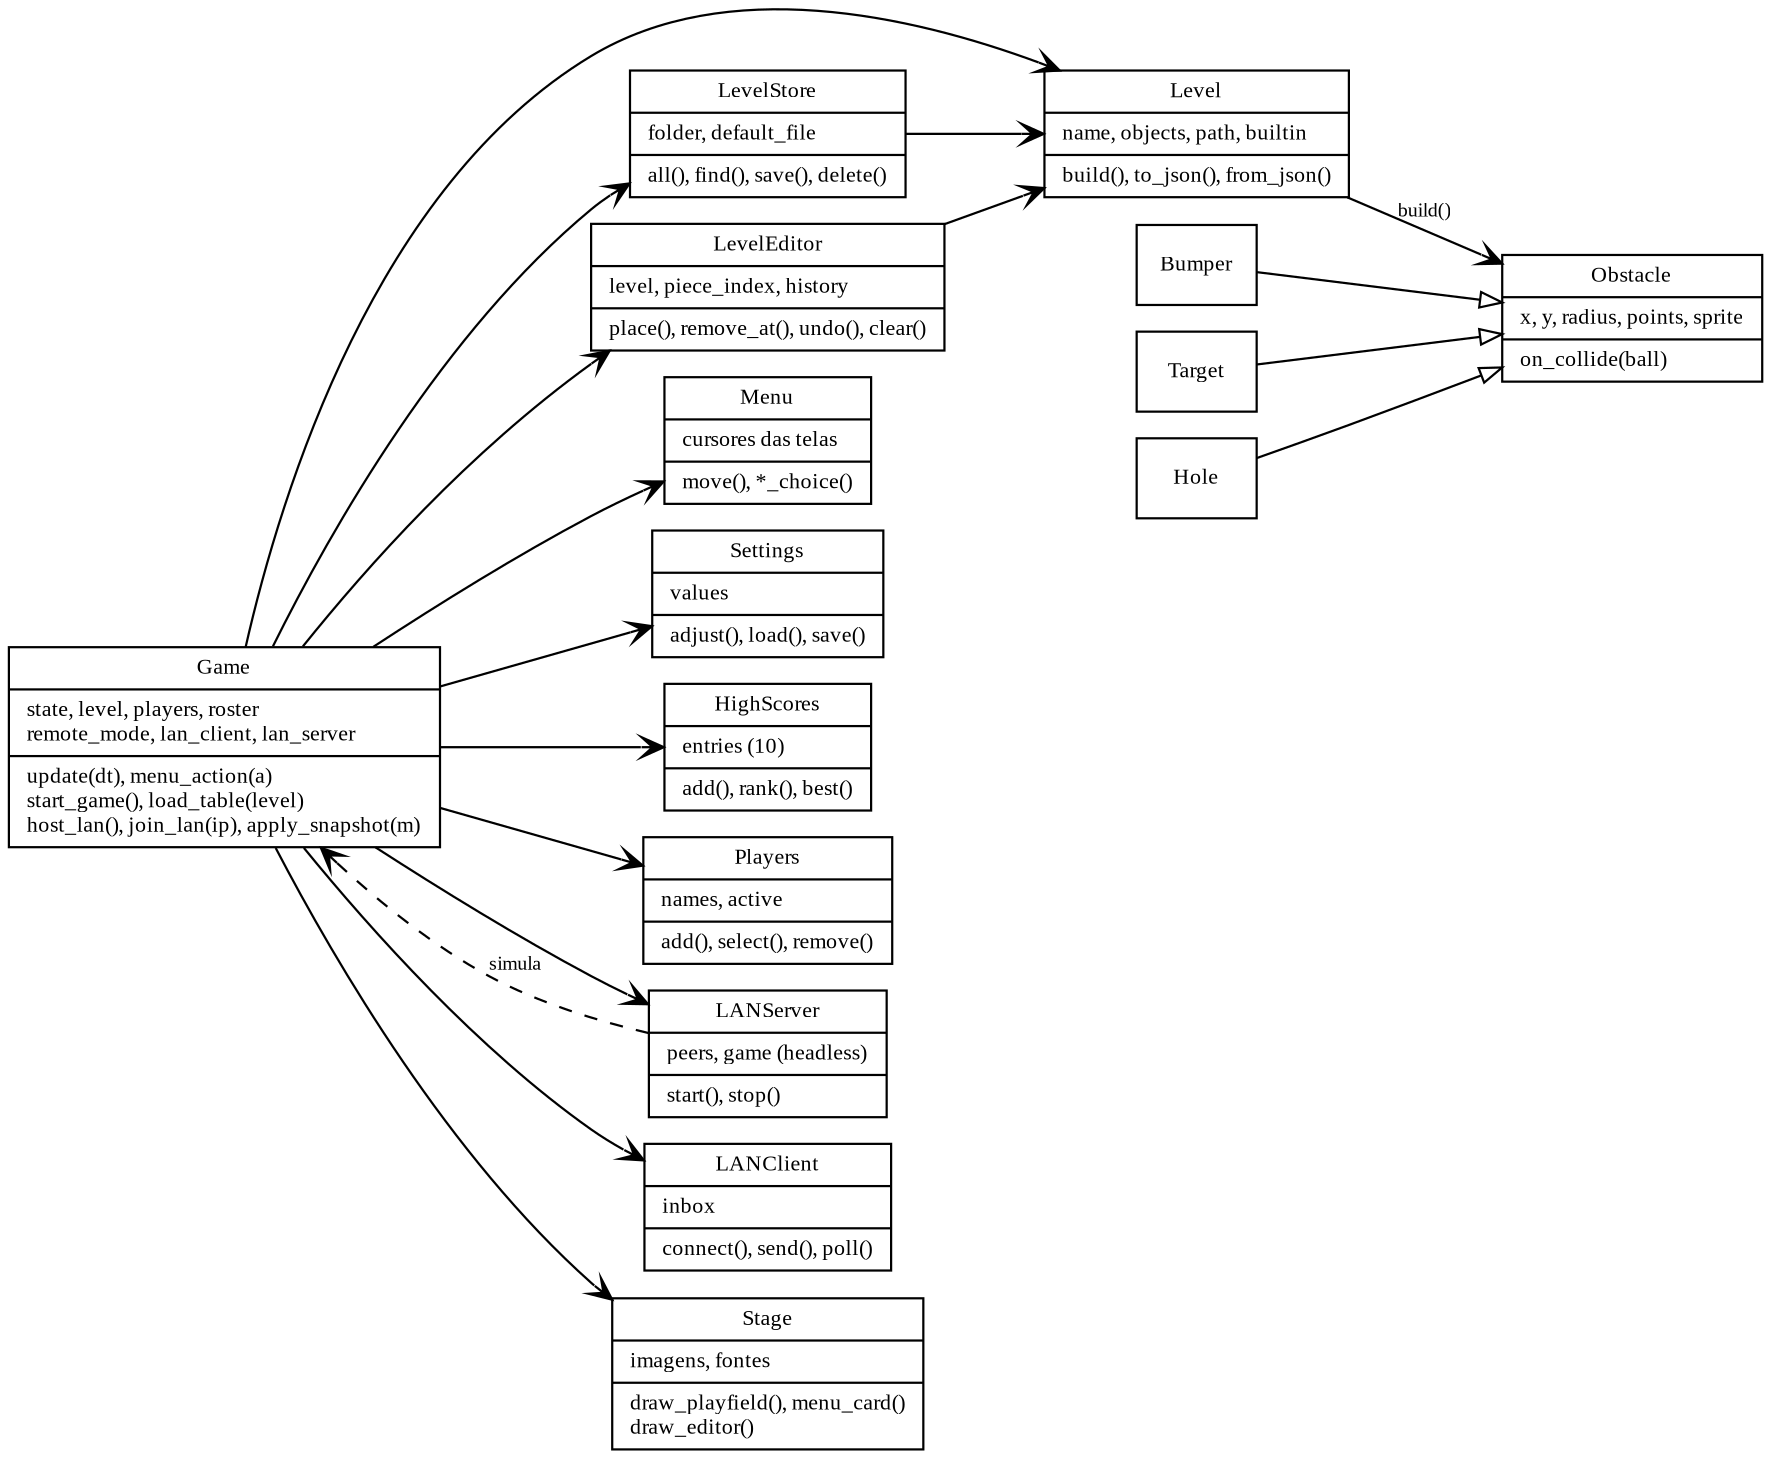 LevelStore
folder, default_file
all(), find(), save(), delete()
Level
name, objects, path, builtin
build(), to_json(), from_json()
build()
LevelEditor
level, piece_index, history
place(), remove_at(), undo(), clear()
Bumper
Target
Hole
Obstacle
x, y, radius, points, sprite
on_collide(ball)
Menu
cursores das telas
move(), *_choice()
Settings
values
adjust(), load(), save()
Game
state, level, players, roster
remote_mode, lan_client, lan_server
update(dt), menu_action(a)
start_game(), load_table(level)
host_lan(), join_lan(ip), apply_snapshot(m)
HighScores
entries (10)
add(), rank(), best()
Players
names, active
add(), select(), remove()
simula
LANServer
peers, game (headless)
start(), stop()
LANClient
inbox
connect(), send(), poll()
Stage
imagens, fontes
draw_playfield(), menu_card()
draw_editor()